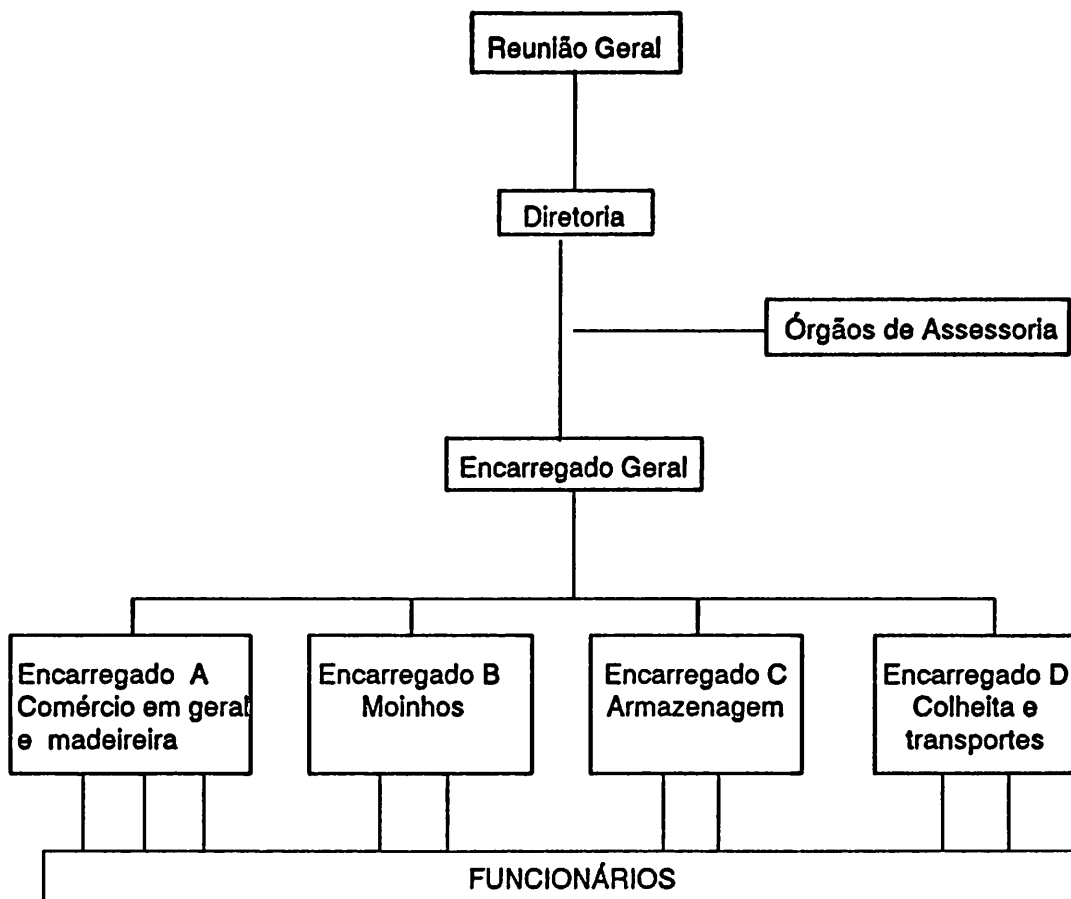 Reunião Geral
Diretoria
Órgãos de Assessoria
Encarregado Geral
Encarregado A
Comércio em geral
e madeireira
Encarregado B
Moinhos
Encarregado C
Armazenagem
Encarregado D
Colheita e
transportes
FUNCIONÁRIOS